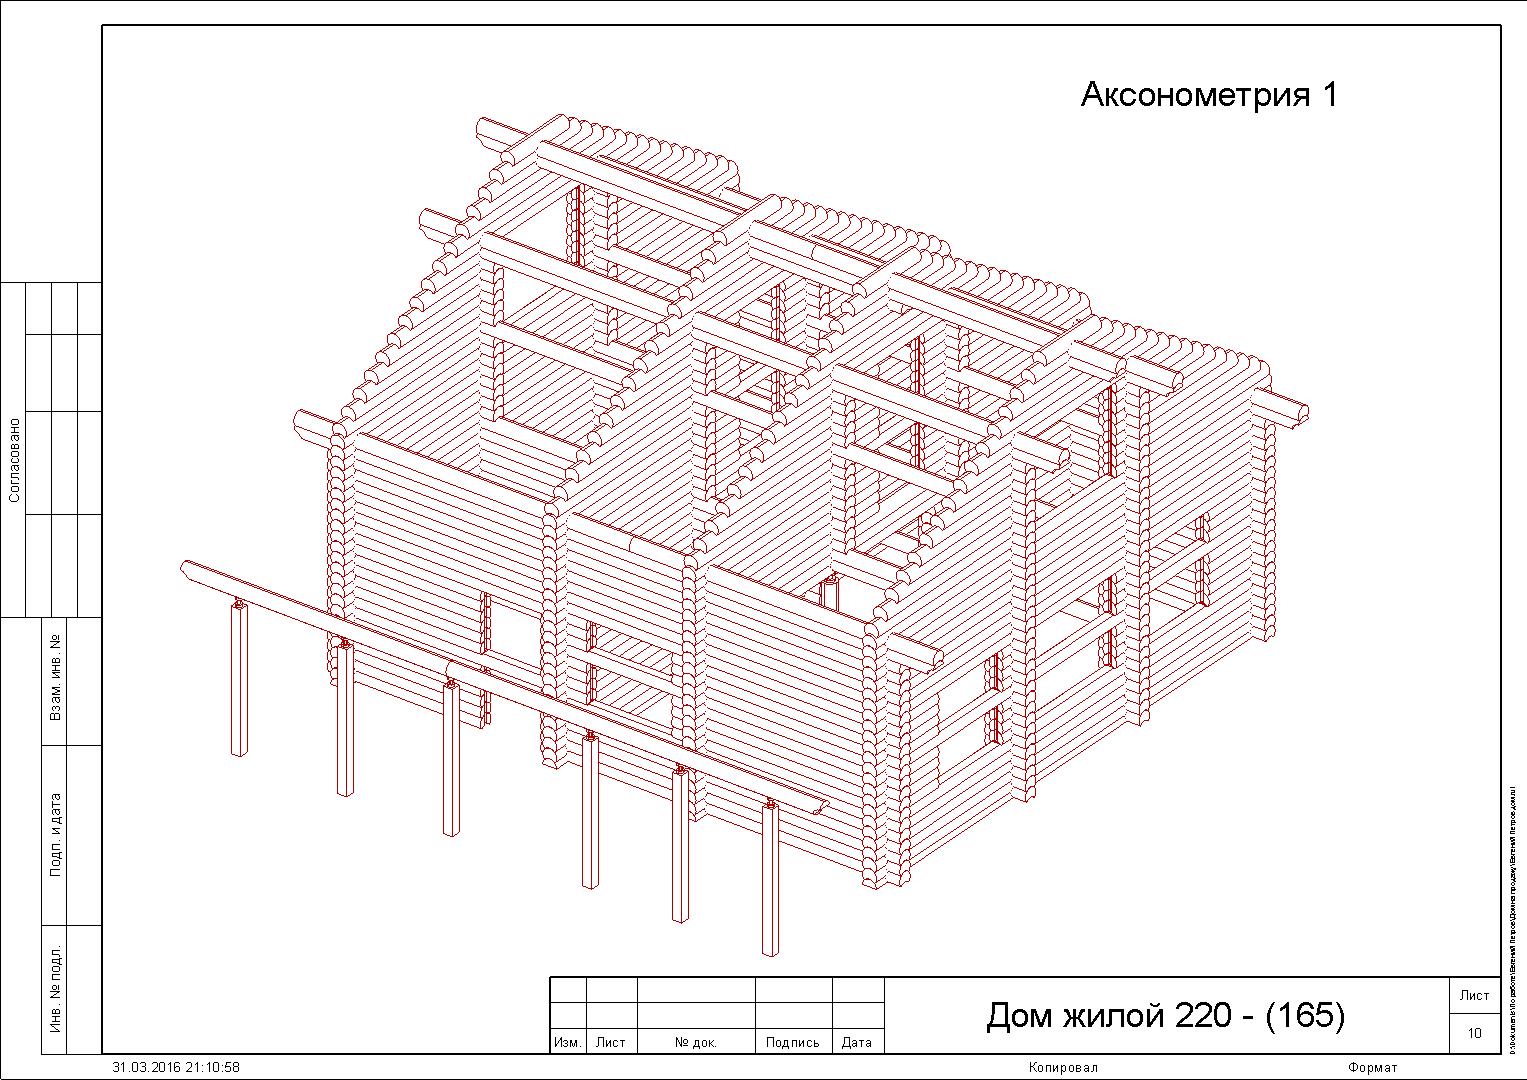 Аксонометрия 1
Согласовано
Взам. инв. №
Подп. и дата
Инв. № подл.
Изм.
Лист
№ док.
Подпись
Дата
Дом жилой 220 - (165)
Лист
10
31.03.2016 21:10:58
Копировал
Формат